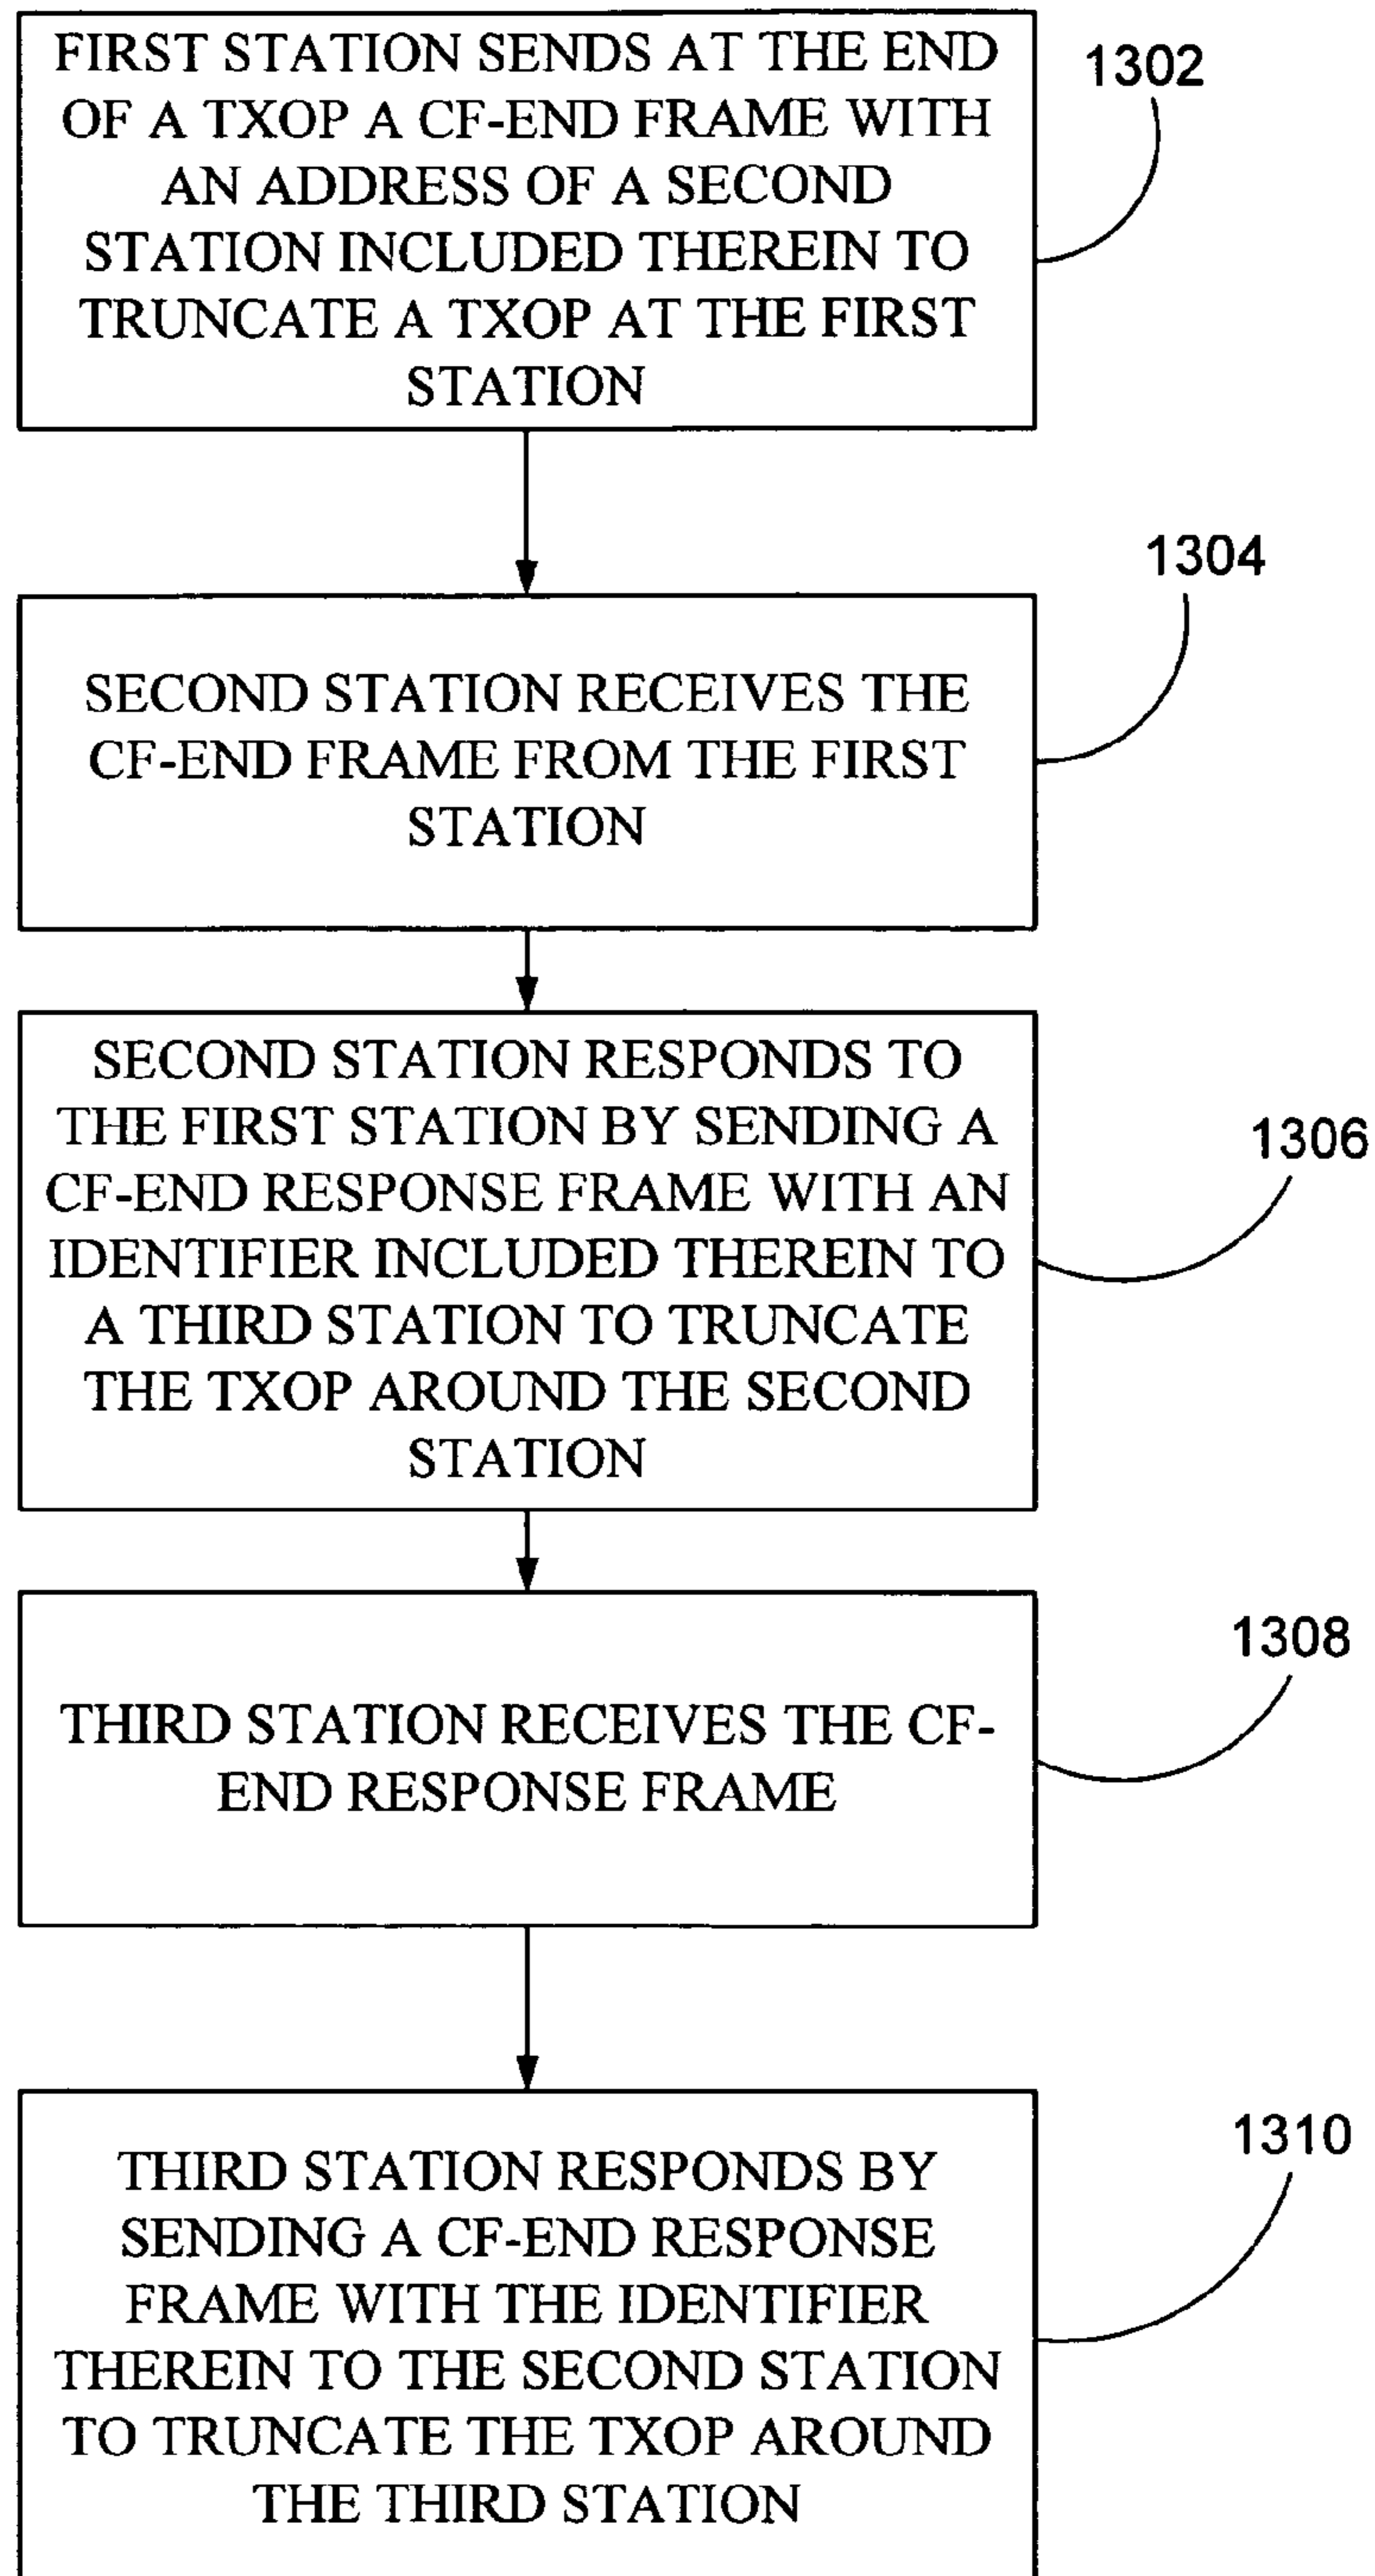 FIRST STATION SENDS AT THE END
OF A TXOP A CF-END FRAME WITH
AN ADDRESS OF A SECOND
STATION INCLUDED THEREIN TO
TRUNCATE A TXOP AT THE FIRST
STATION
1302
SECOND STATION RECEIVES THE
CF-END FRAME FROM THE FIRST
STATION
1304
SECOND STATION RESPONDS TO
THE FIRST STATION BY SENDING A
CF-END RESPONSE FRAME WITH AN
IDENTIFIER INCLUDED THEREIN TO
A THIRD STATION TO TRUNCATE
THE TXOP AROUND THE SECOND
STATION
1306
THIRD STATION RECEIVES THE CF-
END RESPONSE FRAME
1308
THIRD STATION RESPONDS BY
SENDING A CF-END RESPONSE
FRAME WITH THE IDENTIFIER
THEREIN TO THE SECOND STATION
TO TRUNCATE THE TXOP AROUND
THE THIRD STATION
1310